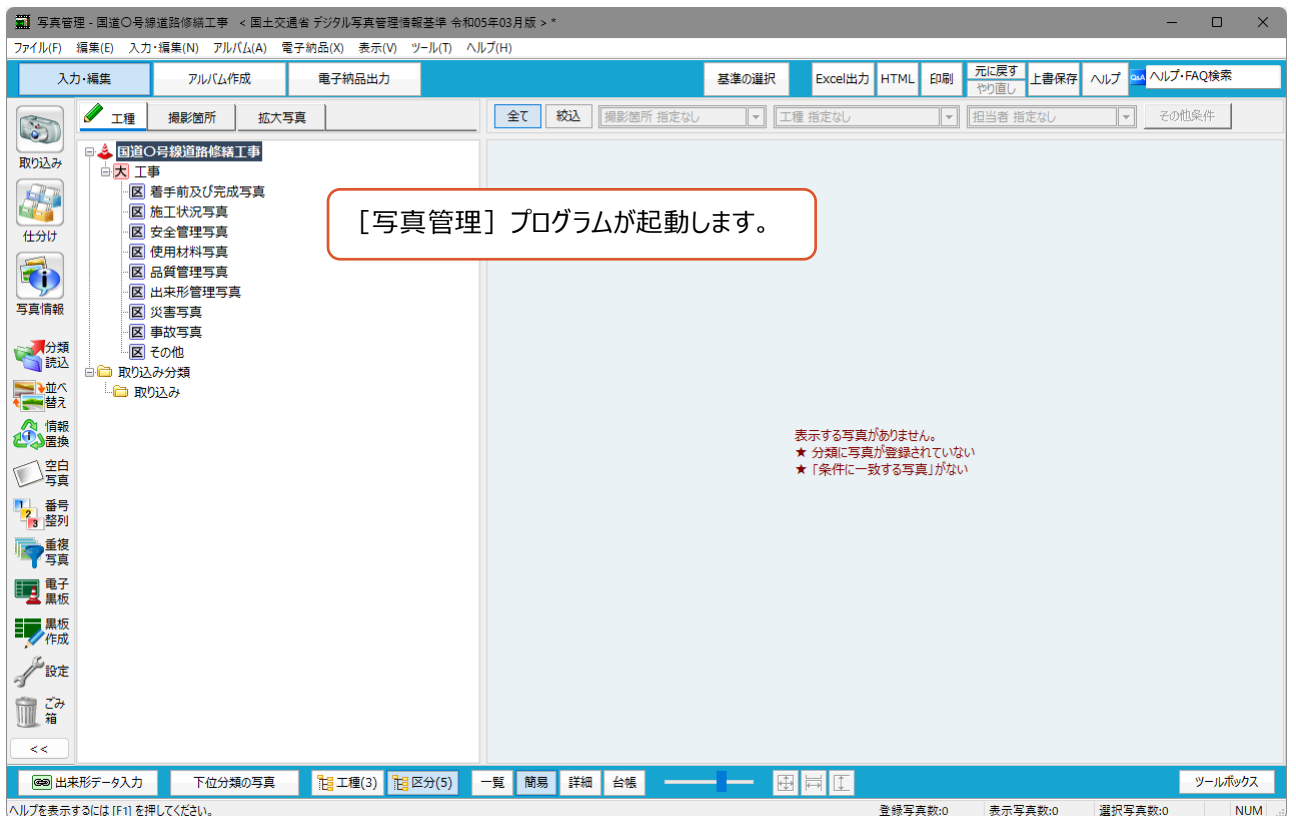 写真管理 - 国道〇号線道路修繕工事 < 国土交通省 デジタル写真管理情報基準 令和05年03月版 > *
ファイル(F) 編集(E) 入力・編集(N) アルバム(A) 電子納品(X) 表示(V) ツール(T) ヘルプ(H)
入力・編集 アルバム作成 電子納品出力 基準の選択 Excel出力 HTML 印刷 元に戻す やり直し 上書保存 ヘルプ Q&A ヘルプ・FAQ検索
工種 撮影箇所 拡大写真 全て 絞込 撮影箇所 指定なし 工種 指定なし 担当者 指定なし その他条件
取り込み
仕分け
写真情報
分類
読込
並べ
替え
情報
置換
空白
写真
番号
整列
重複
写真
電子
黒板
黒板
作成
設定
ごみ
箱
<<
国道〇号線道路修繕工事
大 工事
区 着手前及び完成写真
区 施工状況写真
区 安全管理写真
区 使用材料写真
区 品質管理写真
区 出来形管理写真
区 災害写真
区 事故写真
区 その他
取り込み分類
取り込み
［写真管理］プログラムが起動します。
表示する写真がありません。
★ 分類に写真が登録されていない
★ 「条件に一致する写真」がない
出来形データ入力 下位分類の写真 工種(3) 区分(5) 一覧 簡易 詳細 台帳 ツールボックス
ヘルプを表示するには [F1] を押してください。 登録写真数:0 表示写真数:0 選択写真数:0 NUM